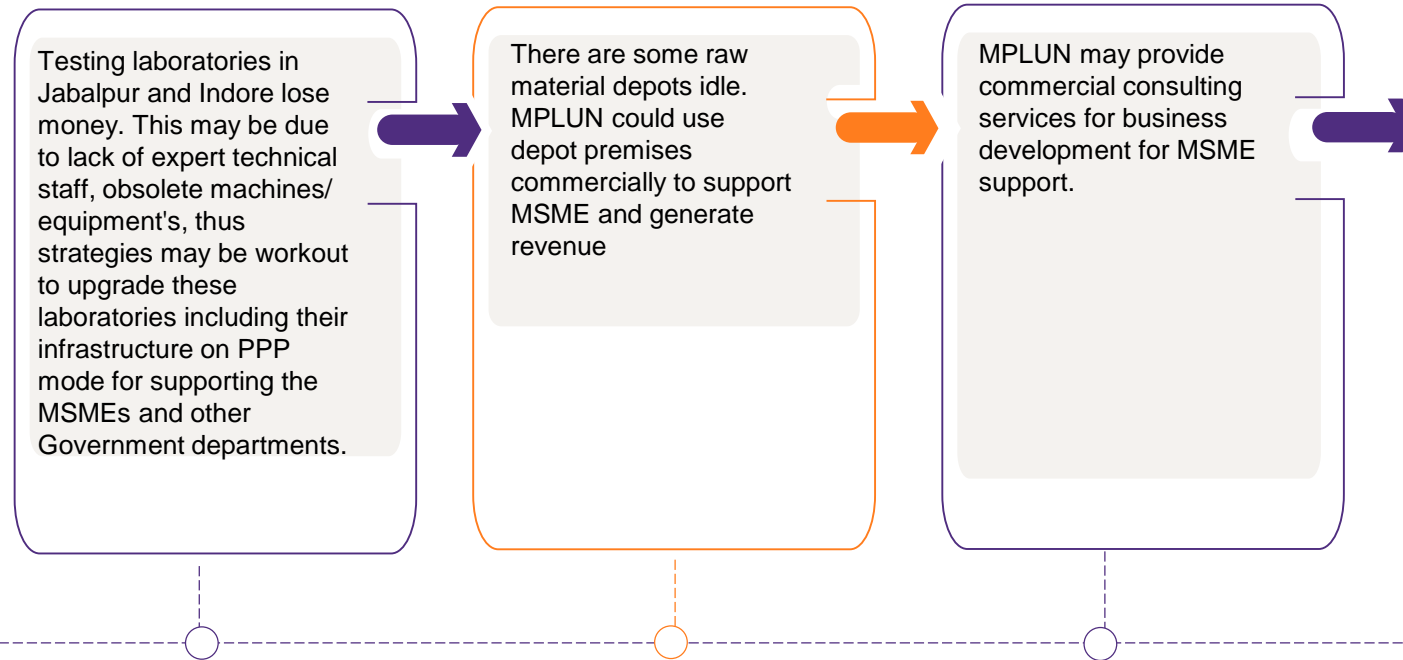 Testing laboratories in
Jabalpur and Indore lose
money. This may be due
to lack of expert technical
staff, obsolete machines/
equipment's, thus
strategies may be workout
to upgrade these
laboratories including their
infrastructure on PPP
mode for supporting the
MSMEs and other
Government departments.
There are some raw
material depots idle.
MPLUN could use
depot premises
commercially to support
MSME and generate
revenue
MPLUN may provide
commercial consulting
services for business
development for MSME
support.